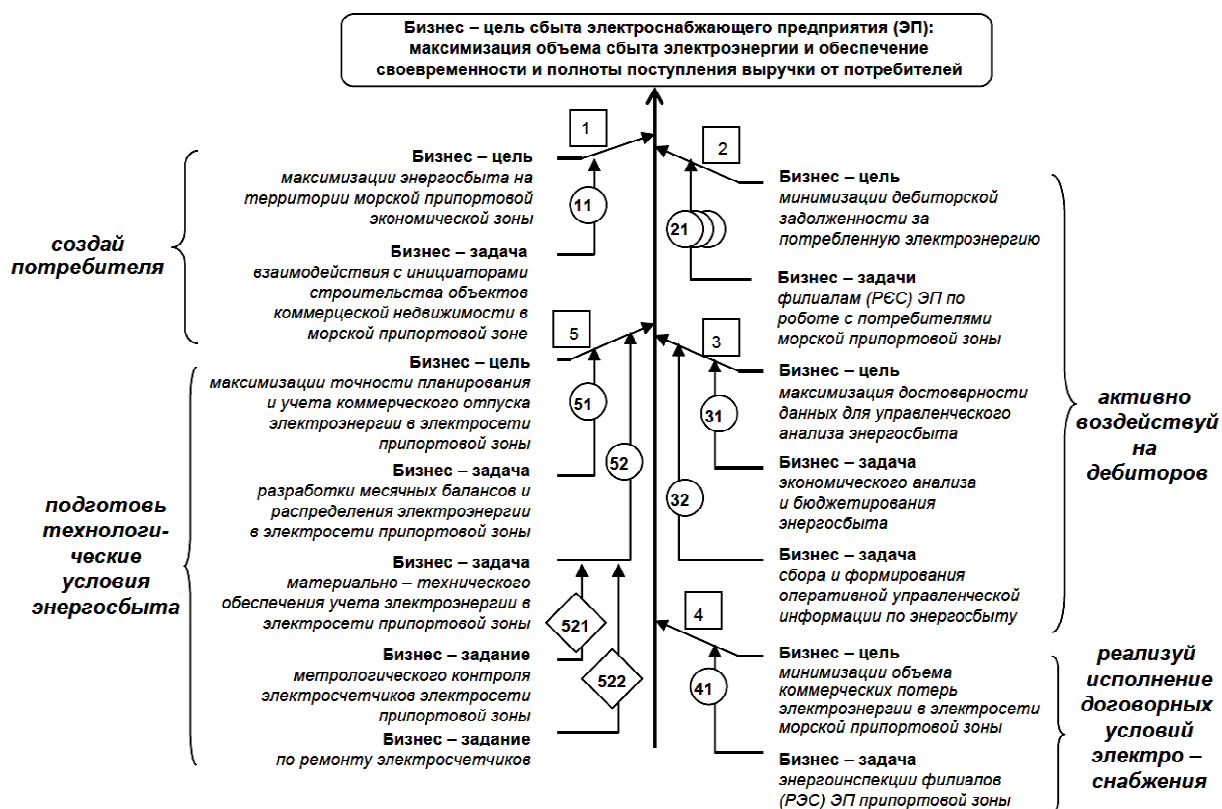 Бизнес – цель сбыта электроснабжающего предприятия (ЭП):
максимизация объема сбыта электроэнергии и обеспечение
своевременности и полноты поступления выручки от потребителей
создай
потребителя
1
Бизнес – цель
максимизации энергосбыта на
территории морской припортовой
экономической зоны
11
Бизнес – задача
взаимодействия с инициаторами
строительства объектов
коммерцеской недвижимости в
морской припортовой зоне
подготовь
технологи-
ческие
условия
энергосбыта
5
Бизнес – цель
максимизации точности планирования
и учета коммерческого отпуска
электроэнергии в электросети
припортовой зоны
51
52
Бизнес – задача
разработки месячных балансов и
распределения электроэнергии
в электросети припортовой зоны
Бизнес – задача
материально – технического
обеспечения учета электроэнергии в
электросети припортовой зоны
521
522
Бизнес – задание
метрологического контроля
электросчетчиков электросети
припортовой зоны
Бизнес – задание
по ремонту электросчетчиков
2
Бизнес – цель
минимизации дебиторской
задолженности за
потребленную электроэнергию
21
Бизнес – задачи
филиалам (РЄС) ЭП по
роботе с потребителями
морской припортовой зоны
3
Бизнес – цель
максимизация достоверности
данных для управленческого
анализа энергосбыта
31
32
Бизнес – задача
экономического анализа
и бюджетирования
энергосбыта
Бизнес – задача
сбора и формирования
оперативной управленческой
информации по энергосбыту
активно
воздействуй
на
дебиторов
4
Бизнес – цель
минимизации объема
коммерческих потерь
электроэнергии в электросети
морской припортовой зоны
41
Бизнес – задача
энергоинспекции филиалов
(РЭС) ЭП припортовой зоны
реализуй
исполнение
договорных
условий
электро –
снабжения